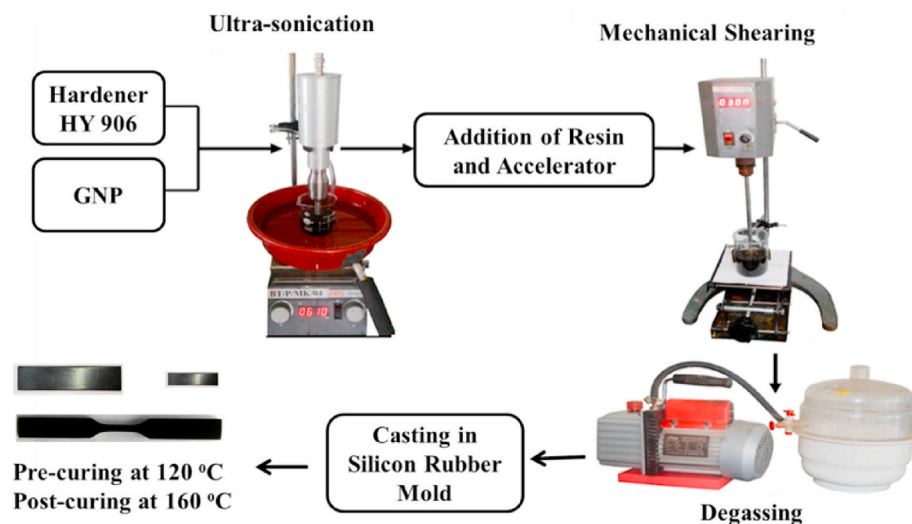 Ultra-sonication
Mechanical Shearing
Hardener
HY 906
GNP
Addition of Resin
and Accelerator
0610
Casting in
Silicon Rubber
Mold
Pre-curing at 120 °C
Post-curing at 160 °C
Degassing